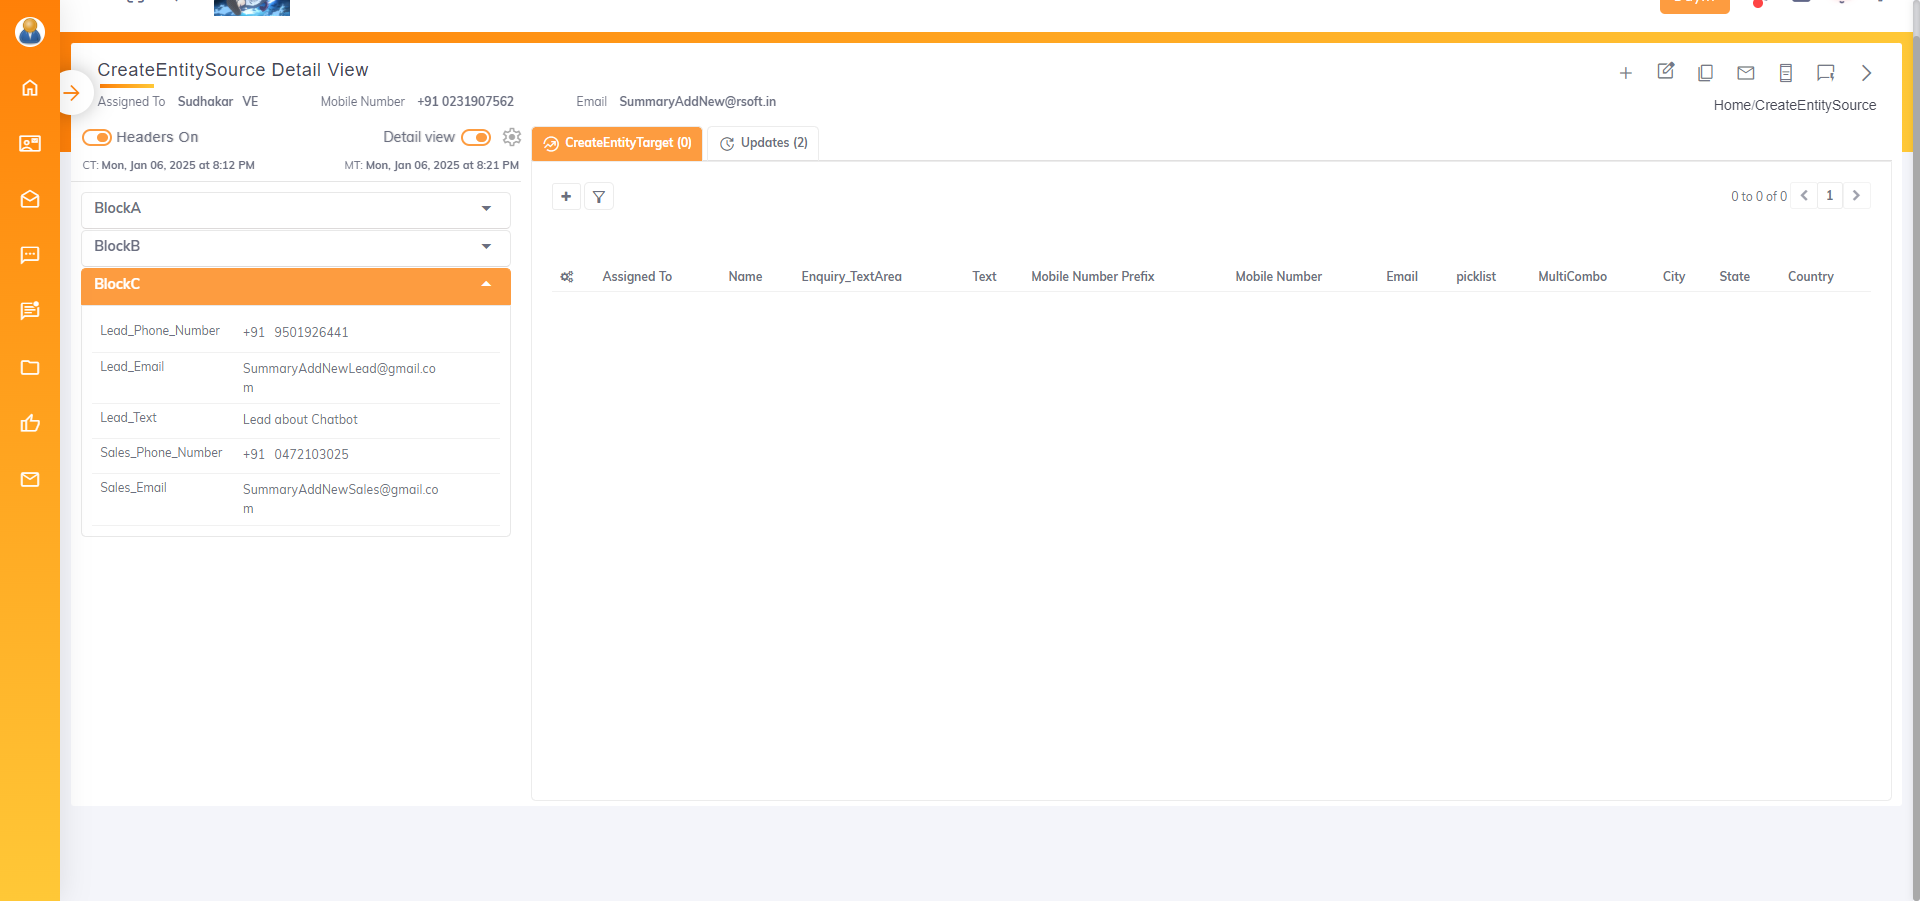 CreateEntitySource Detail View
Assigned To Sudhakar VE Mobile Number +91 0231907562 Email SummaryAddNew@rsoft.in
Home/CreateEntitySource
Headers On Detail view
CT: Mon, Jan 06, 2025 at 8:12 PM MT: Mon, Jan 06, 2025 at 8:21 PM
BlockA
BlockB
BlockC
Lead_Phone_Number +91 9501926441
Lead_Email SummaryAddNewLead@gmail.co
m
Lead_Text Lead about Chatbot
Sales_Phone_Number +91 0472103025
Sales_Email SummaryAddNewSales@gmail.co
m
CreateEntityTarget (0) Updates (2)
0 to 0 of 0 1
Assigned To Name Enquiry_TextArea Text Mobile Number Prefix Mobile Number Email picklist MultiCombo City State Country